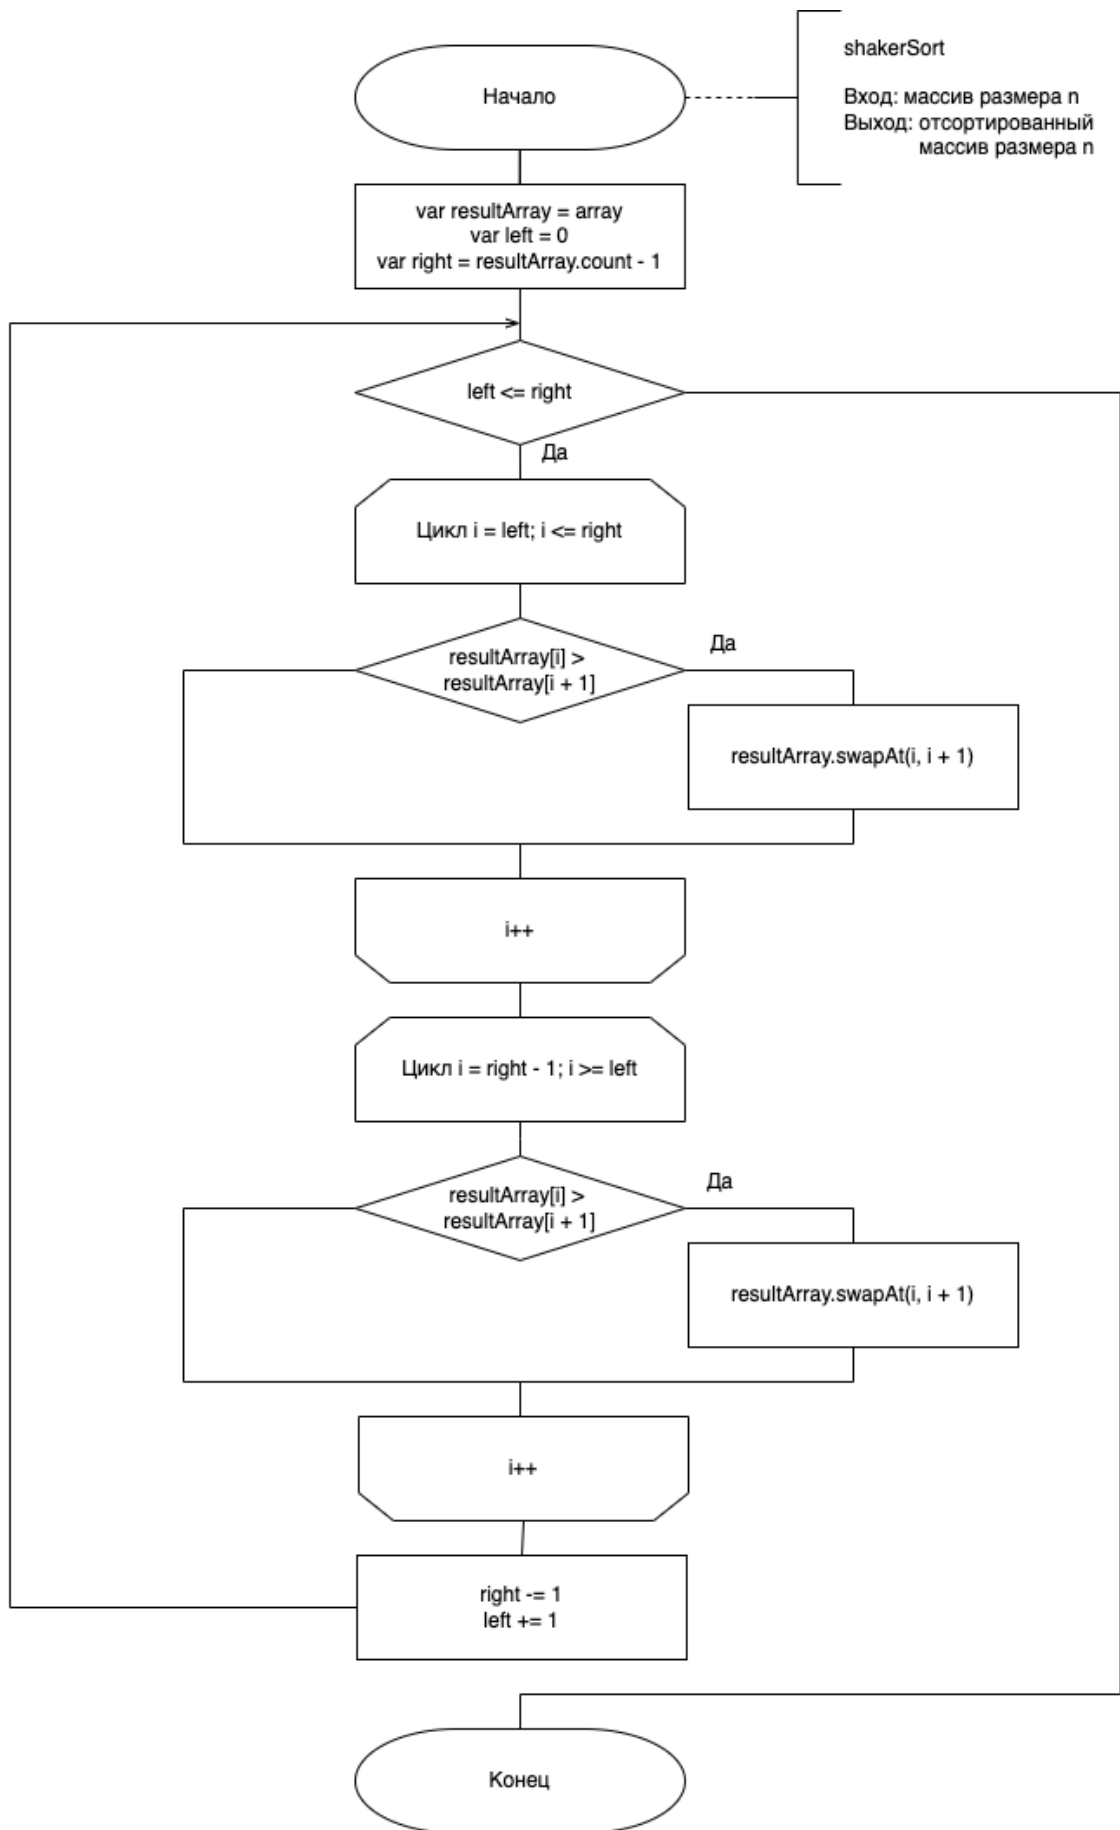 shakerSort
Начало
Вход: массив размера n
Выход: отсортированный
массив размера n
var resultArray = array
var left = 0
var right = resultArray.count - 1
left <= right
Да
Цикл i = left; i <= right
resultArray[i] >
resultArray[i + 1]
Да
resultArray.swapAt(i, i + 1)
i++
Цикл i = right - 1; i >= left
resultArray[i] >
resultArray[i + 1]
Да
resultArray.swapAt(i, i + 1)
i++
right -= 1
left += 1
Конец